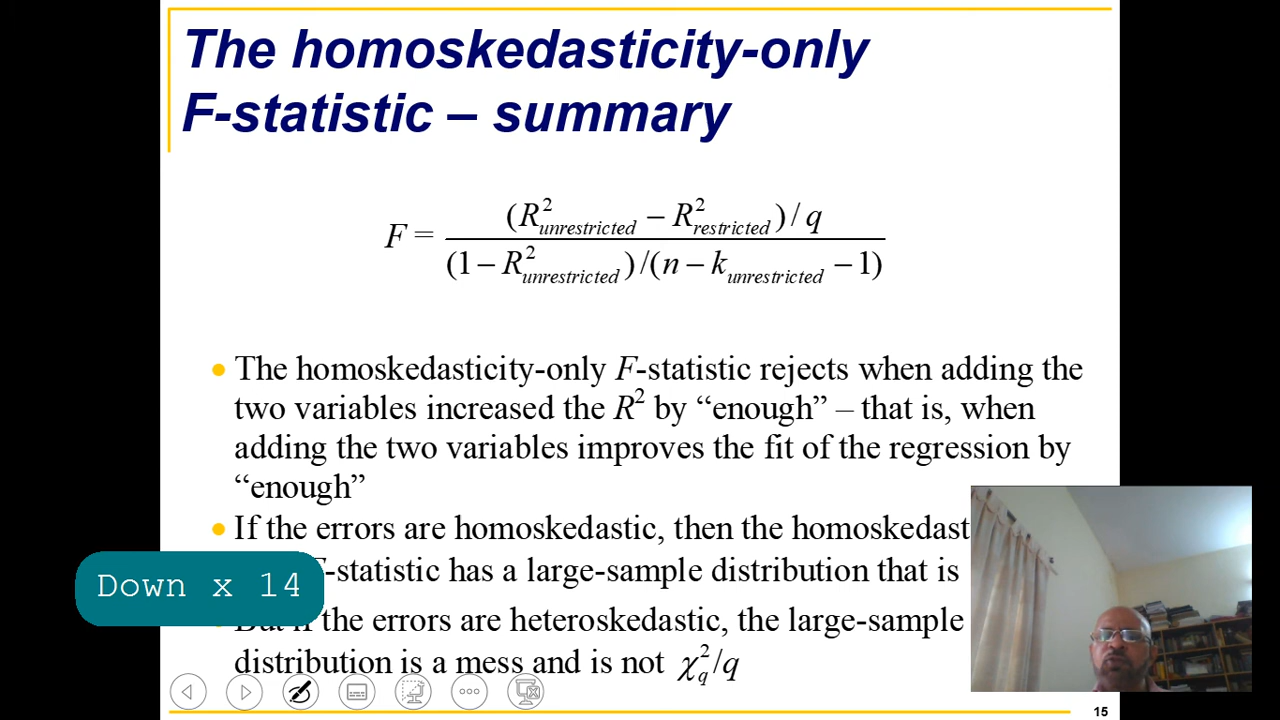 The homoskedasticity-only
F-statistic – summary
F = (R²unrestricted − R²restricted) / q
(1 − R²unrestricted) /(n − kunrestricted − 1)
• The homoskedasticity-only F-statistic rejects when adding the
two variables increased the R² by “enough” – that is, when
adding the two variables improves the fit of the regression by
“enough”
• If the errors are homoskedastic, then the
F-statistic has a large-sample distribution that is
But if the errors are heteroskedastic, the large-sample
distribution is a mess and is not χ²q/q
Down x 14
15